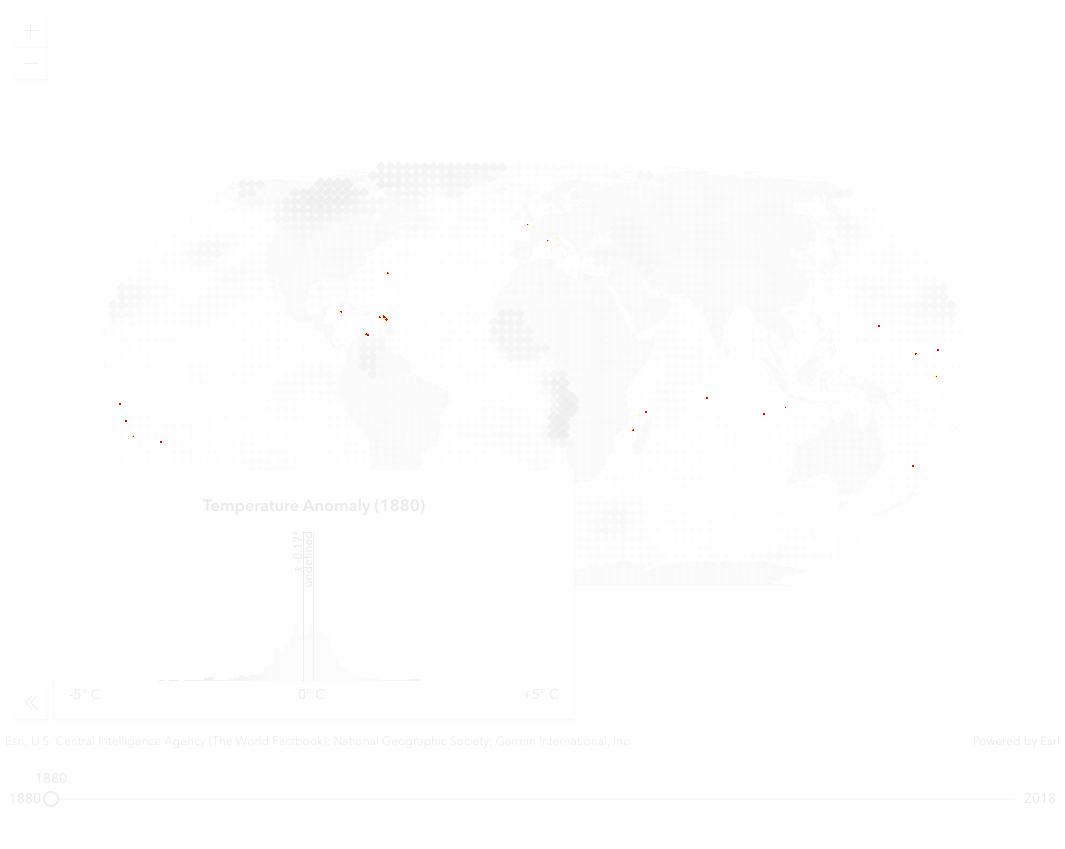 Temperature Anomaly (1880)
x̄ -0.17°
undefined
-5° C 0° C +5° C
Esri, U.S. Central Intelligence Agency (The World Factbook), National Geographic Society; Garmin International, Inc.
Powered by Esri
1880
1880 2018